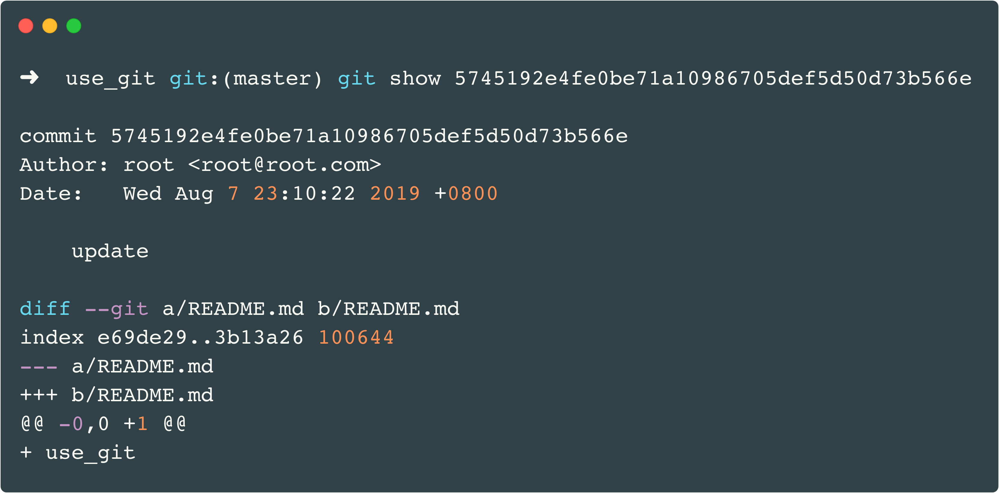 ➜  use_git git:(master) git show 5745192e4fe0be71a10986705def5d50d73b566e
commit 5745192e4fe0be71a10986705def5d50d73b566e
Author: root <root@root.com>
Date:   Wed Aug 7 23:10:22 2019 +0800
    update
diff --git a/README.md b/README.md
index e69de29..3b13a26 100644
--- a/README.md
+++ b/README.md
@@ -0,0 +1 @@
+ use_git